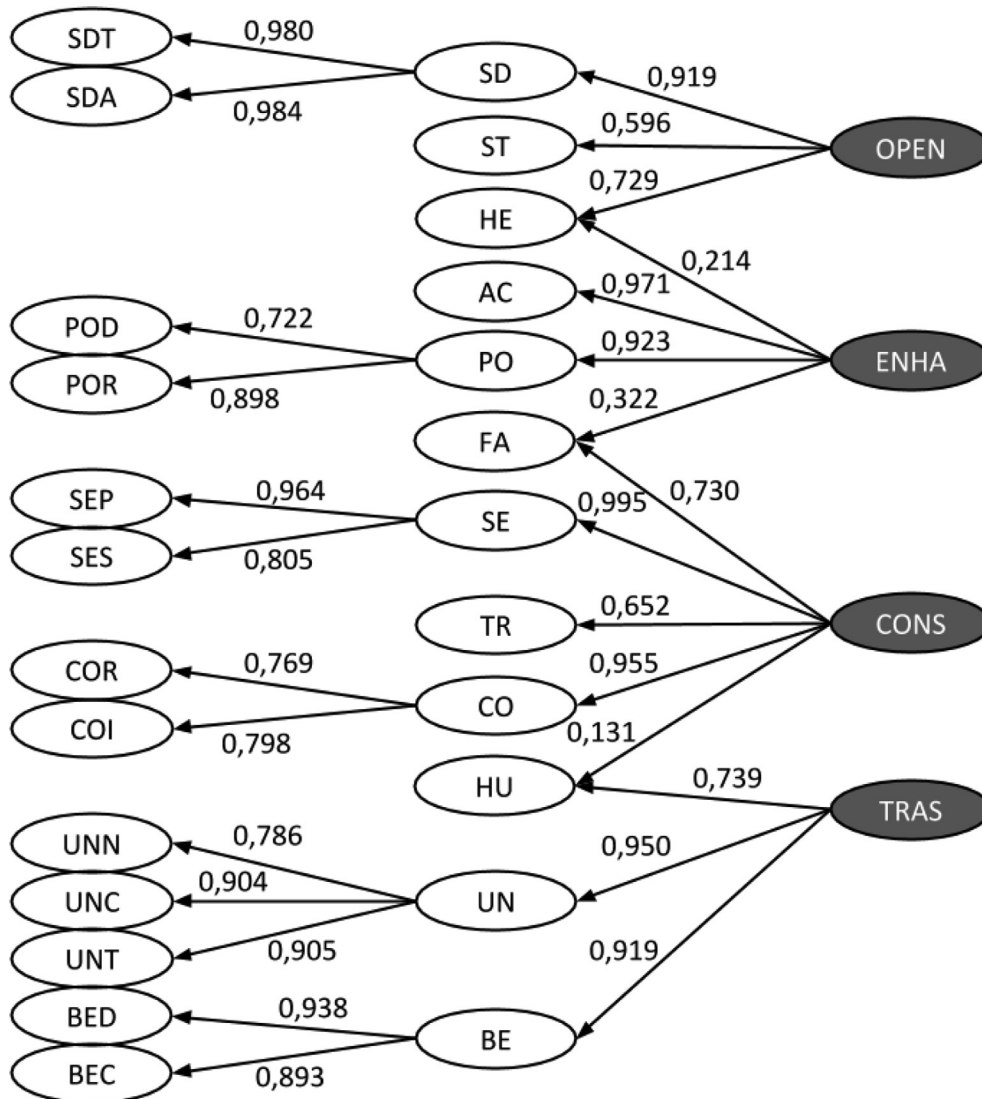 SDT
0,980
SD
0,919
SDA
0,984
ST
0,596
OPEN
0,729
HE
0,214
AC
0,971
POD
0,722
PO
0,923
ENHA
POR
0,898
0,322
FA
0,730
SEP
0,964
SE
0,995
SES
0,805
TR
0,652
CONS
COR
0,769
0,955
CO
COI
0,798
0,131
HU
0,739
TRAS
UNN
0,786
0,950
UNC
0,904
UN
UNT
0,905
0,919
BED
0,938
BE
BEC
0,893